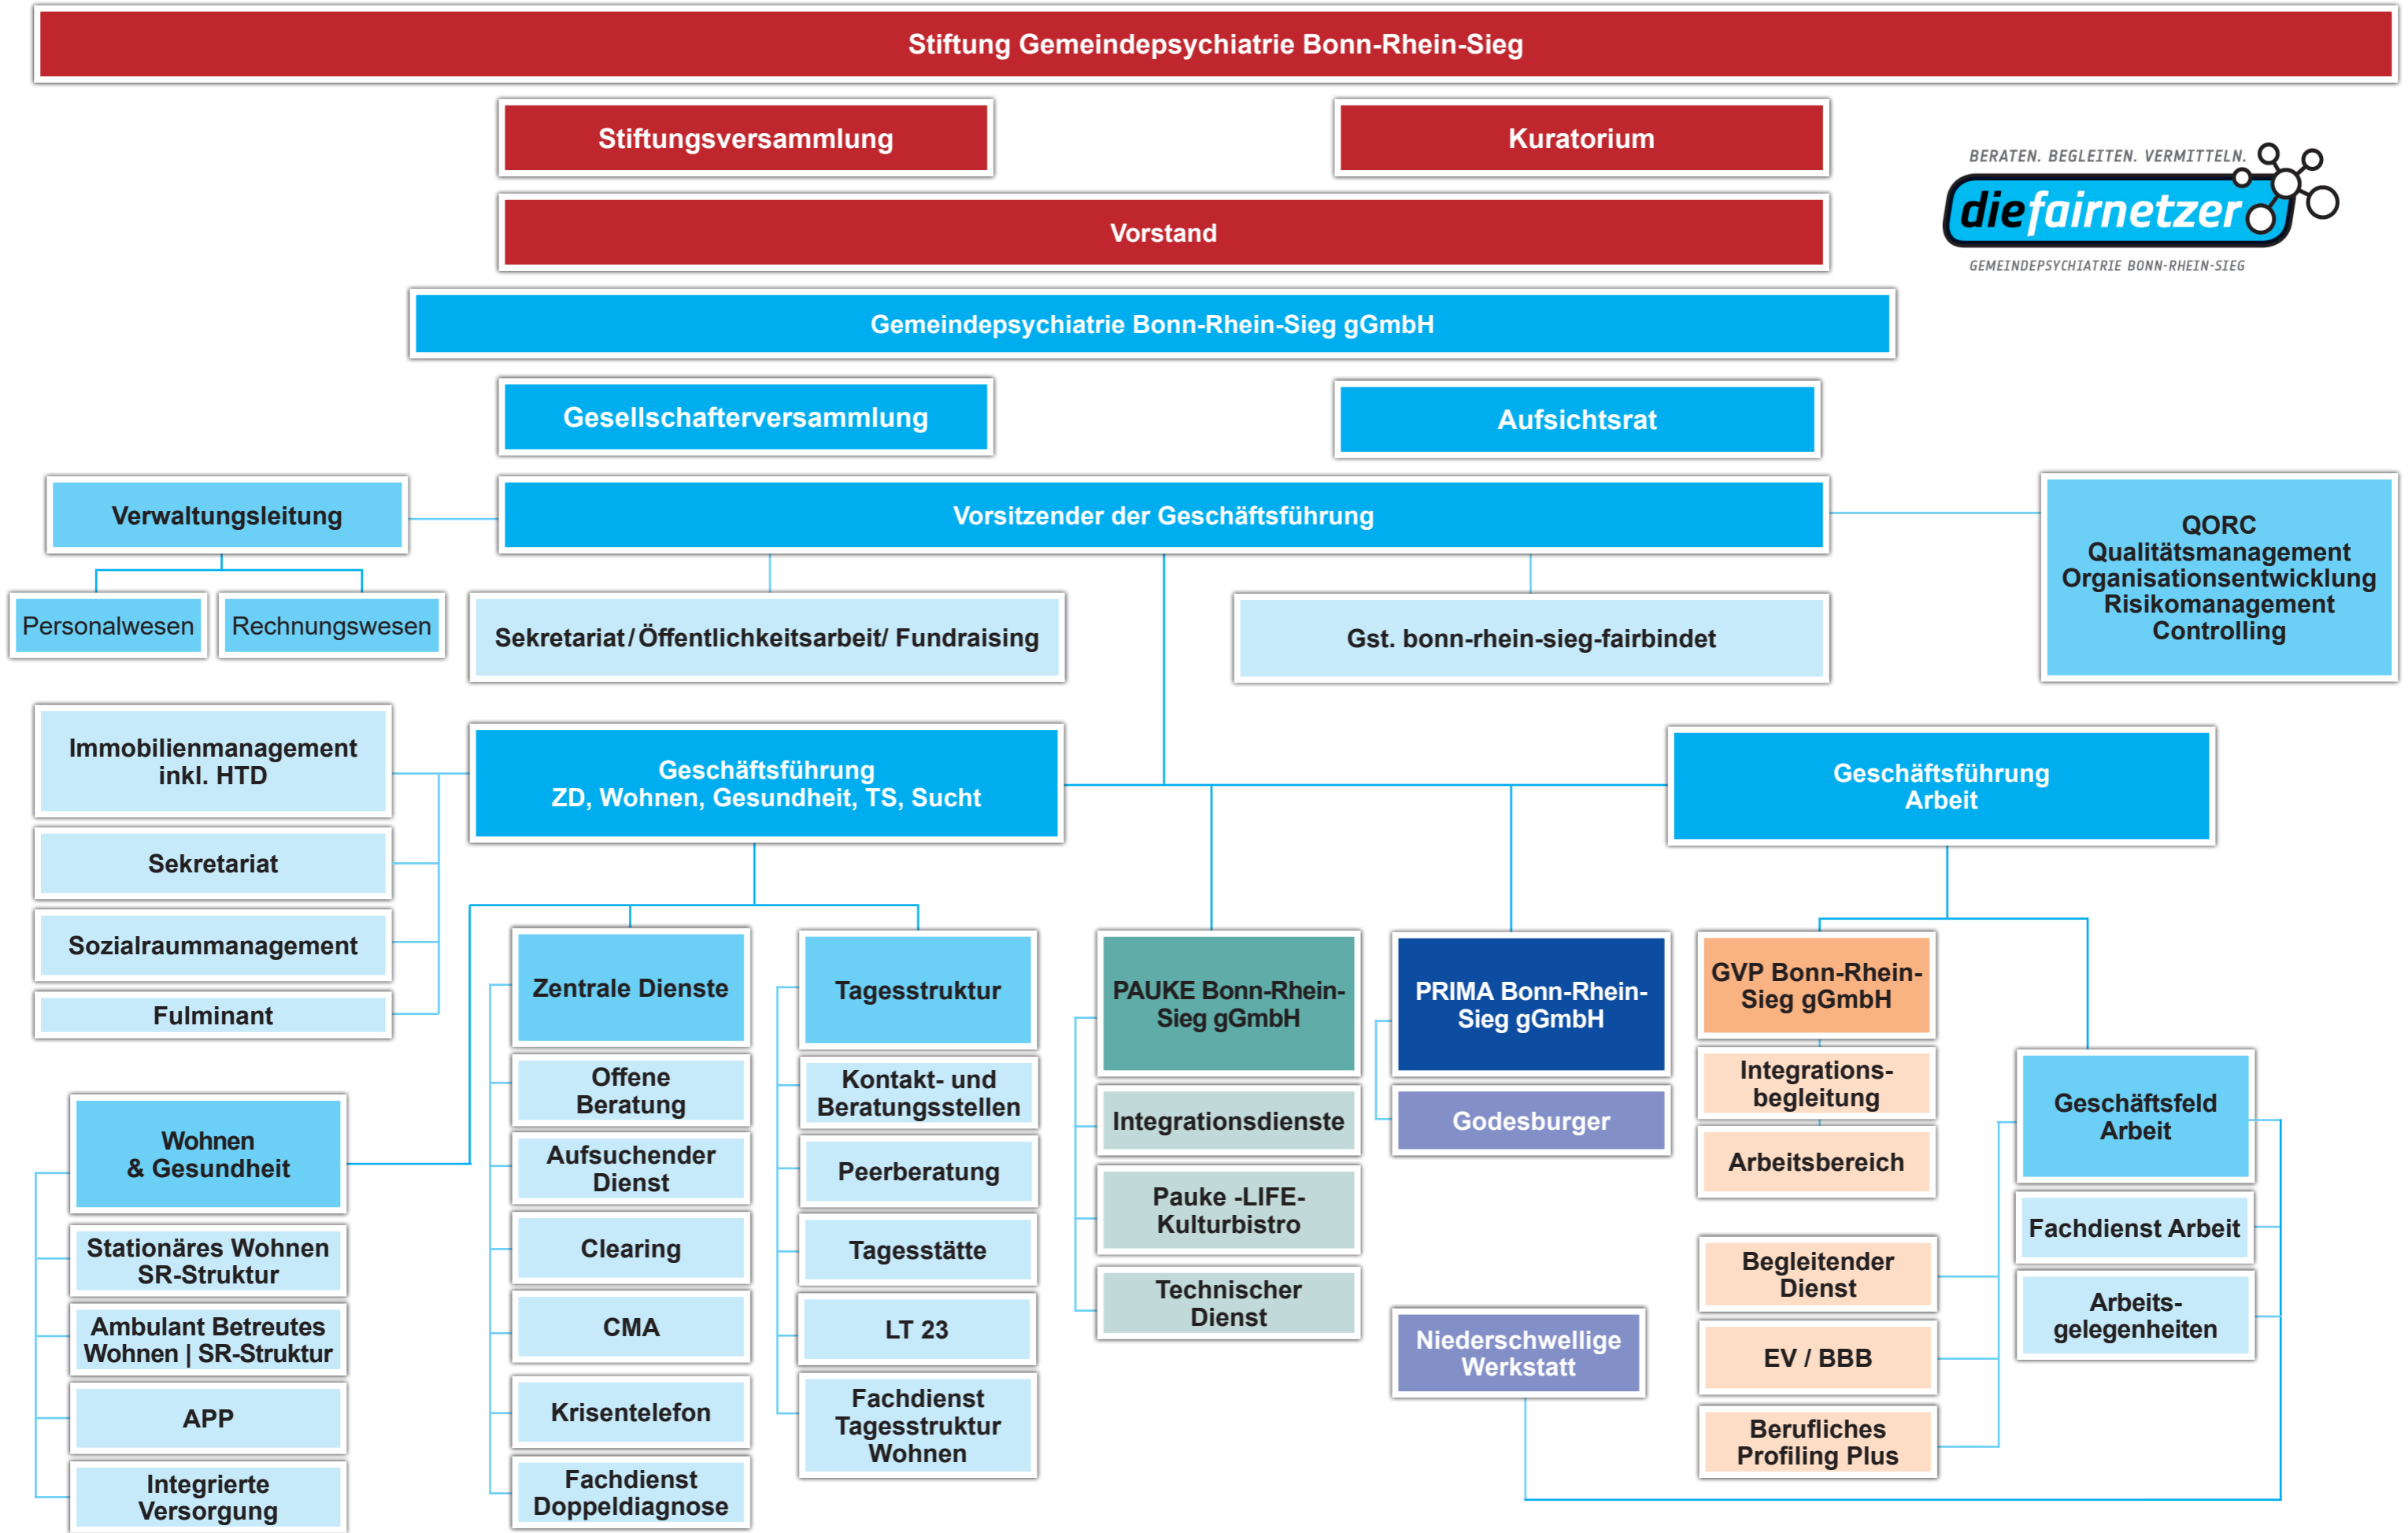 Stiftung Gemeindepsychiatrie Bonn-Rhein-Sieg
Stiftungsversammlung
Kuratorium
BERATEN. BEGLEITEN. VERMITTELN.
diefairnetzer
GEMEINDEPSYCHIATRIE BONN-RHEIN-SIEG
Vorstand
Gemeindepsychiatrie Bonn-Rhein-Sieg gGmbH
Gesellschafterversammlung
Aufsichtsrat
Verwaltungsleitung
Vorsitzender der Geschäftsführung
QORC
Qualitätsmanagement
Organisationsentwicklung
Risikomanagement
Controlling
Personalwesen
Rechnungswesen
Sekretariat/Öffentlichkeitsarbeit/ Fundraising
Gst. bonn-rhein-sieg-fairbindet
Immobilienmanagement
inkl. HTD
Sekretariat
Sozialraummanagement
Fulminant
Geschäftsführung
ZD, Wohnen, Gesundheit, TS, Sucht
Geschäftsführung
Arbeit
Wohnen
& Gesundheit
Stationäres Wohnen
SR-Struktur
Ambulant Betreutes
Wohnen | SR-Struktur
APP
Integrierte
Versorgung
Zentrale Dienste
Offene
Beratung
Aufsuchender
Dienst
Clearing
CMA
Krisentelefon
Fachdienst
Doppeldiagnose
Tagesstruktur
Kontakt- und
Beratungsstellen
Peerberatung
Tagesstätte
LT 23
Fachdienst
Tagesstruktur
Wohnen
PAUKE Bonn-Rhein-
Sieg gGmbH
Integrationsdienste
Pauke -LIFE-
Kulturbistro
Technischer
Dienst
PRIMA Bonn-Rhein-
Sieg gGmbH
Godesburger
Niederschwellige
Werkstatt
GVP Bonn-Rhein-
Sieg gGmbH
Integrations-
begleitung
Arbeitsbereich
Begleitender
Dienst
EV / BBB
Berufliches
Profiling Plus
Geschäftsfeld
Arbeit
Fachdienst Arbeit
Arbeits-
gelegenheiten